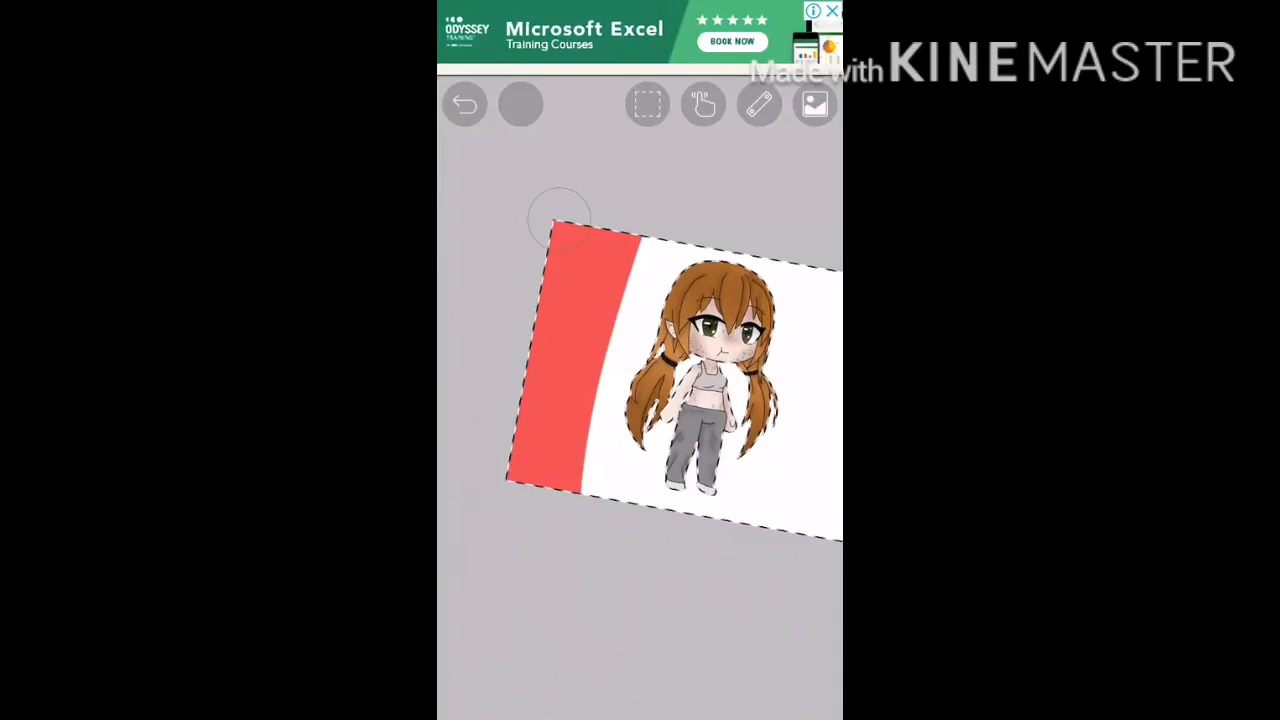 ODYSSEY
TRAINING
Microsoft Excel
Training Courses
BOOK NOW
Made with KINEMASTER